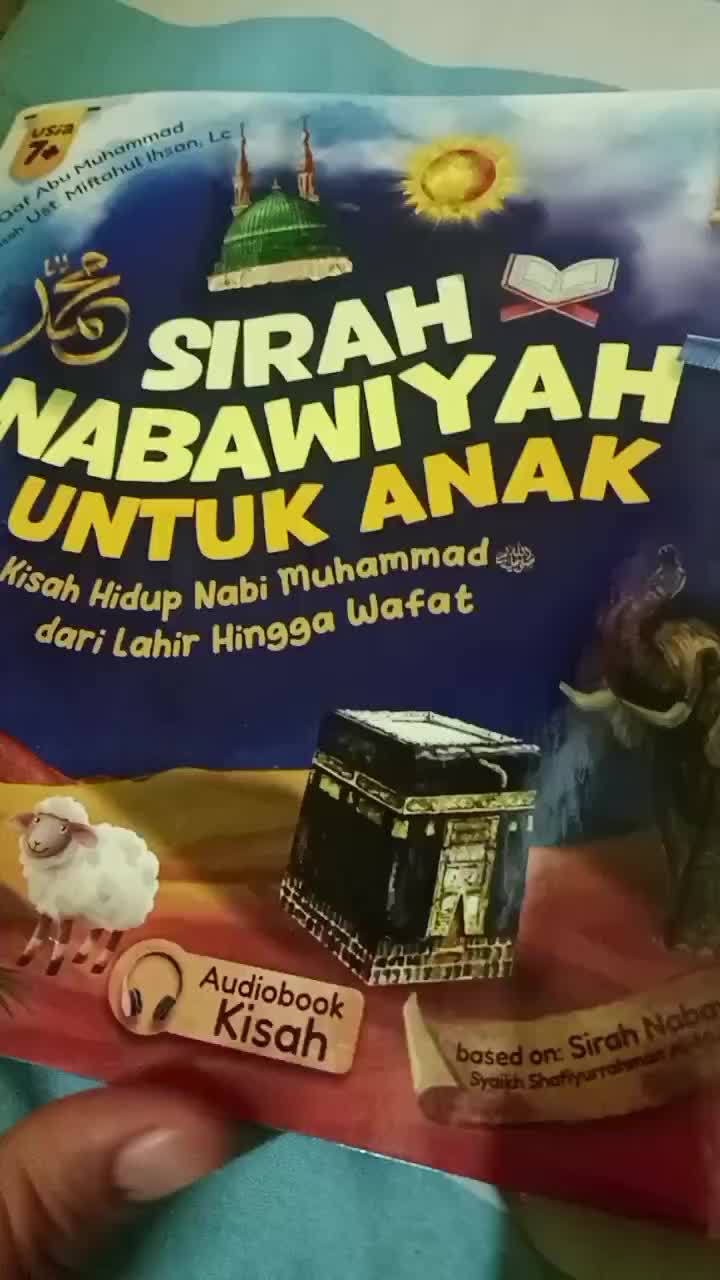 usia
7+
Qaf Abu Muhammad
Ust. Miftahul Ihsan, Lc
محمد
SIRAH
NABAWIYAH
UNTUK ANAK
Kisah Hidup Nabi Muhammad ﷺ
dari Lahir Hingga Wafat
Audiobook
Kisah
based on: Sirah Naba
Syaikh Shafiyurrahman